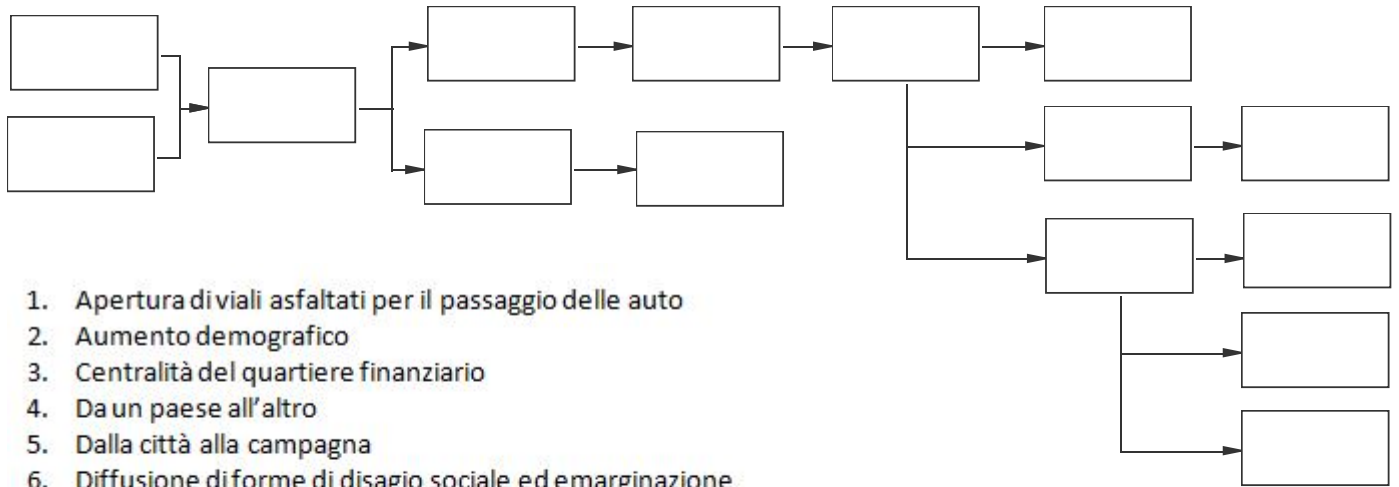 1. Apertura di viali asfaltati per il passaggio delle auto
2. Aumento demografico
3. Centralità del quartiere finanziario
4. Da un paese all'altro
5. Dalla città alla campagna
6. Diffusione di forme di disagio sociale ed emarginazione